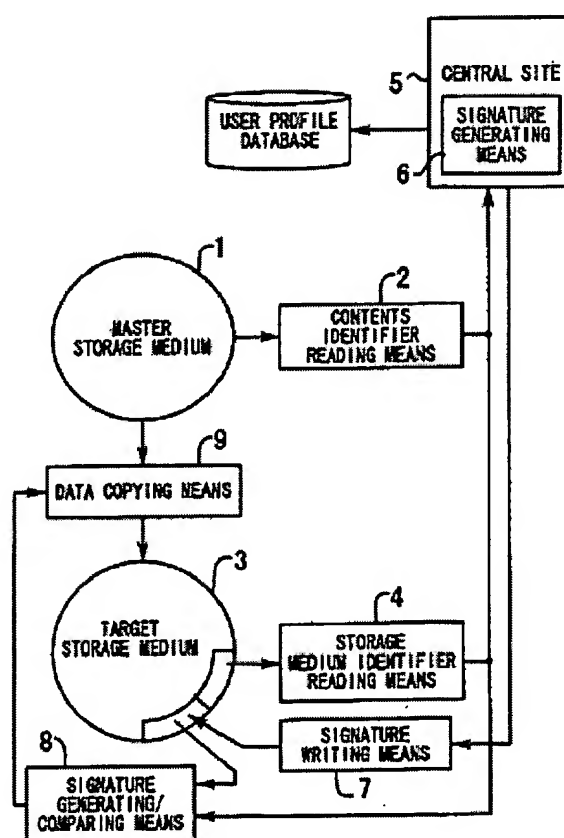 5
CENTRAL SITE
SIGNATURE
GENERATING
MEANS
6
USER PROFILE
DATABASE
1
MASTER
STORAGE MEDIUM
2
CONTENTS
IDENTIFIER
READING MEANS
9
DATA COPYING MEANS
3
TARGET
STORAGE MEDIUM
4
STORAGE
MEDIUM IDENTIFIER
READING MEANS
SIGNATURE
WRITING MEANS
7
8
SIGNATURE
GENERATING/
COMPARING MEANS